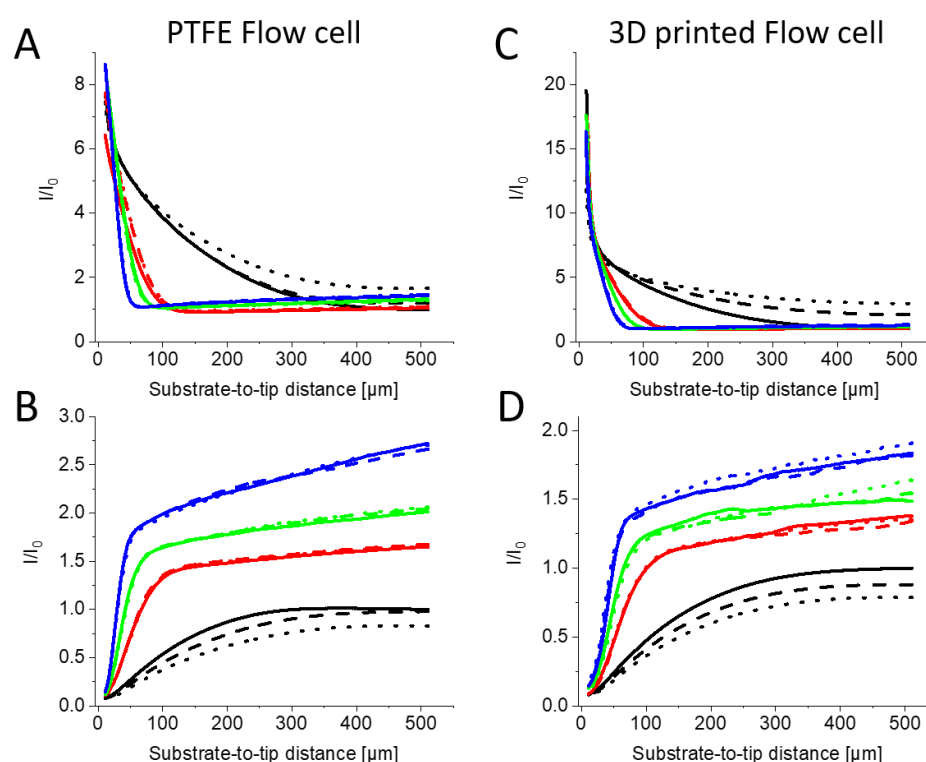 PTFE Flow cell
3D printed Flow cell
A
8
6
4
2
0
I/I0
0 100 200 300 400 500
Substrate-to-tip distance [µm]
C
20
15
10
5
0
I/I0
0 100 200 300 400 500
Substrate-to-tip distance [µm]
B
3.0
2.5
2.0
1.5
1.0
0.5
0.0
I/I0
0 100 200 300 400 500
Substrate-to-tip distance [µm]
D
2.0
1.5
1.0
0.5
0.0
I/I0
0 100 200 300 400 500
Substrate-to-tip distance [µm]